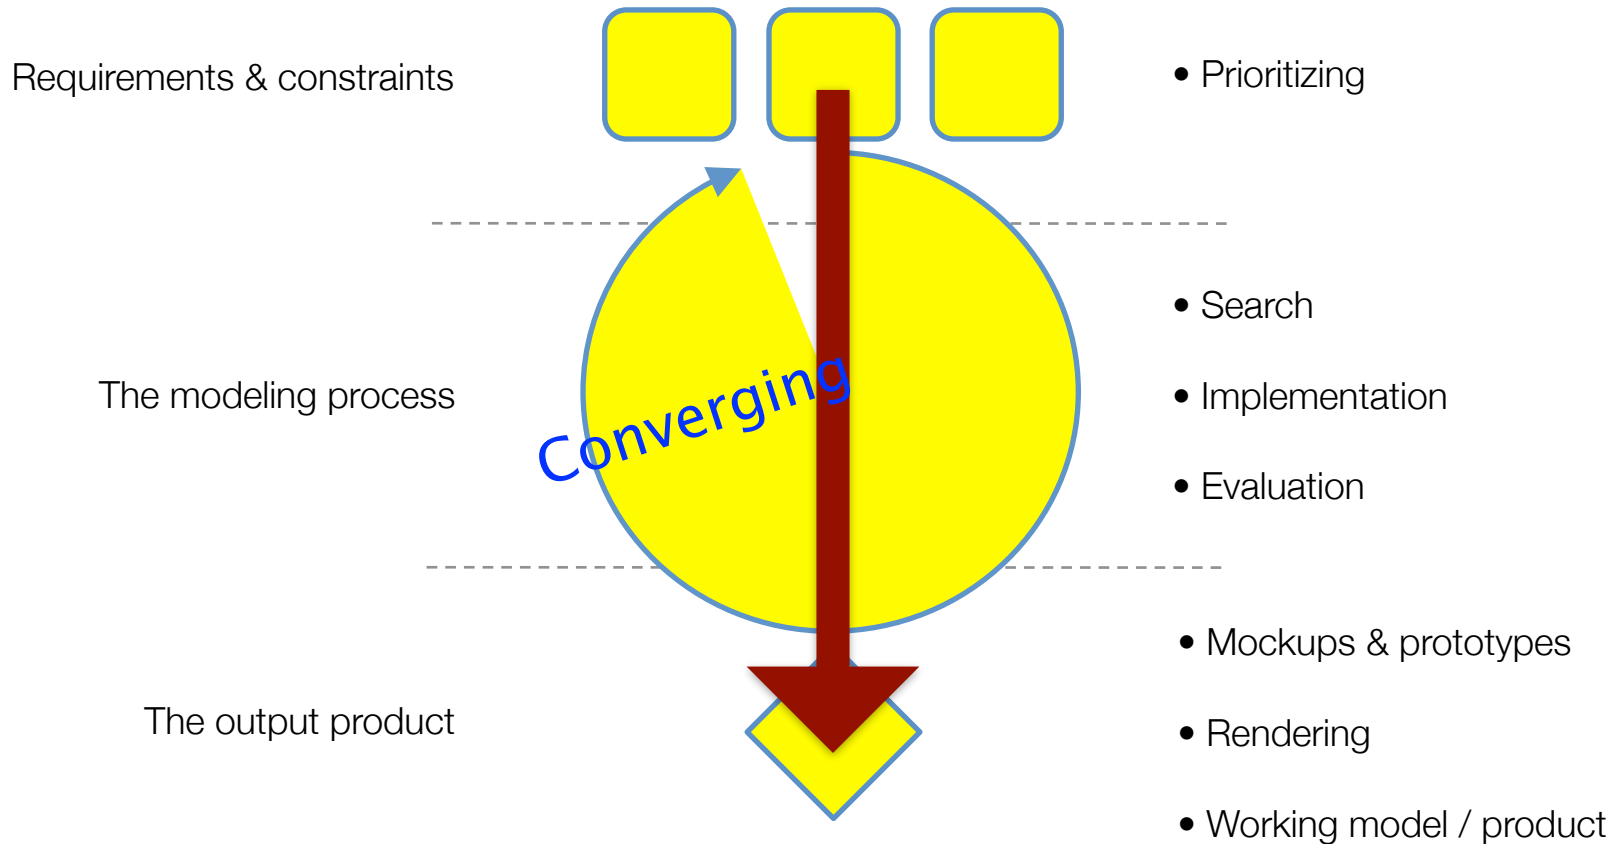 Requirements & constraints
• Prioritizing
The modeling process
Converging
• Search
• Implementation
• Evaluation
The output product
• Mockups & prototypes
• Rendering
• Working model / product